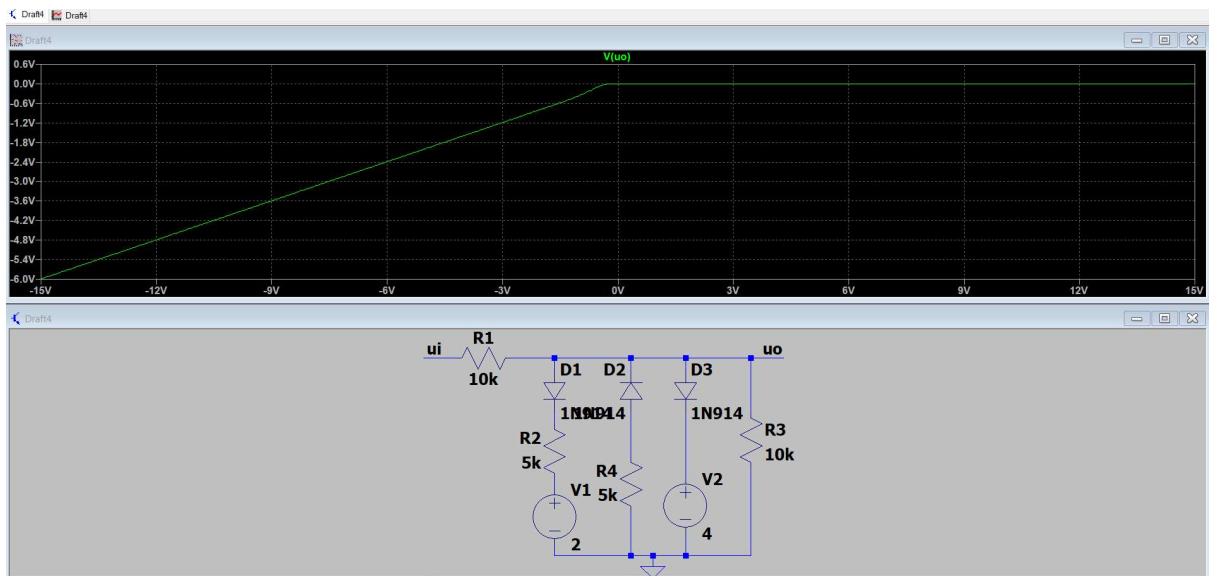 Draft4 Draft4
Draft4
V(uo)
0.6V
0.0V
-0.6V
-1.2V
-1.8V
-2.4V
-3.0V
-3.6V
-4.2V
-4.8V
-5.4V
-6.0V
-15V -12V -9V -6V -3V 0V 3V 6V 9V 12V 15V
Draft4
ui R1 uo
10k
D1 D2 D3
1N914 1N914 1N914
R2 R3
5k 10k
R4
5k
V1 V2
2 4